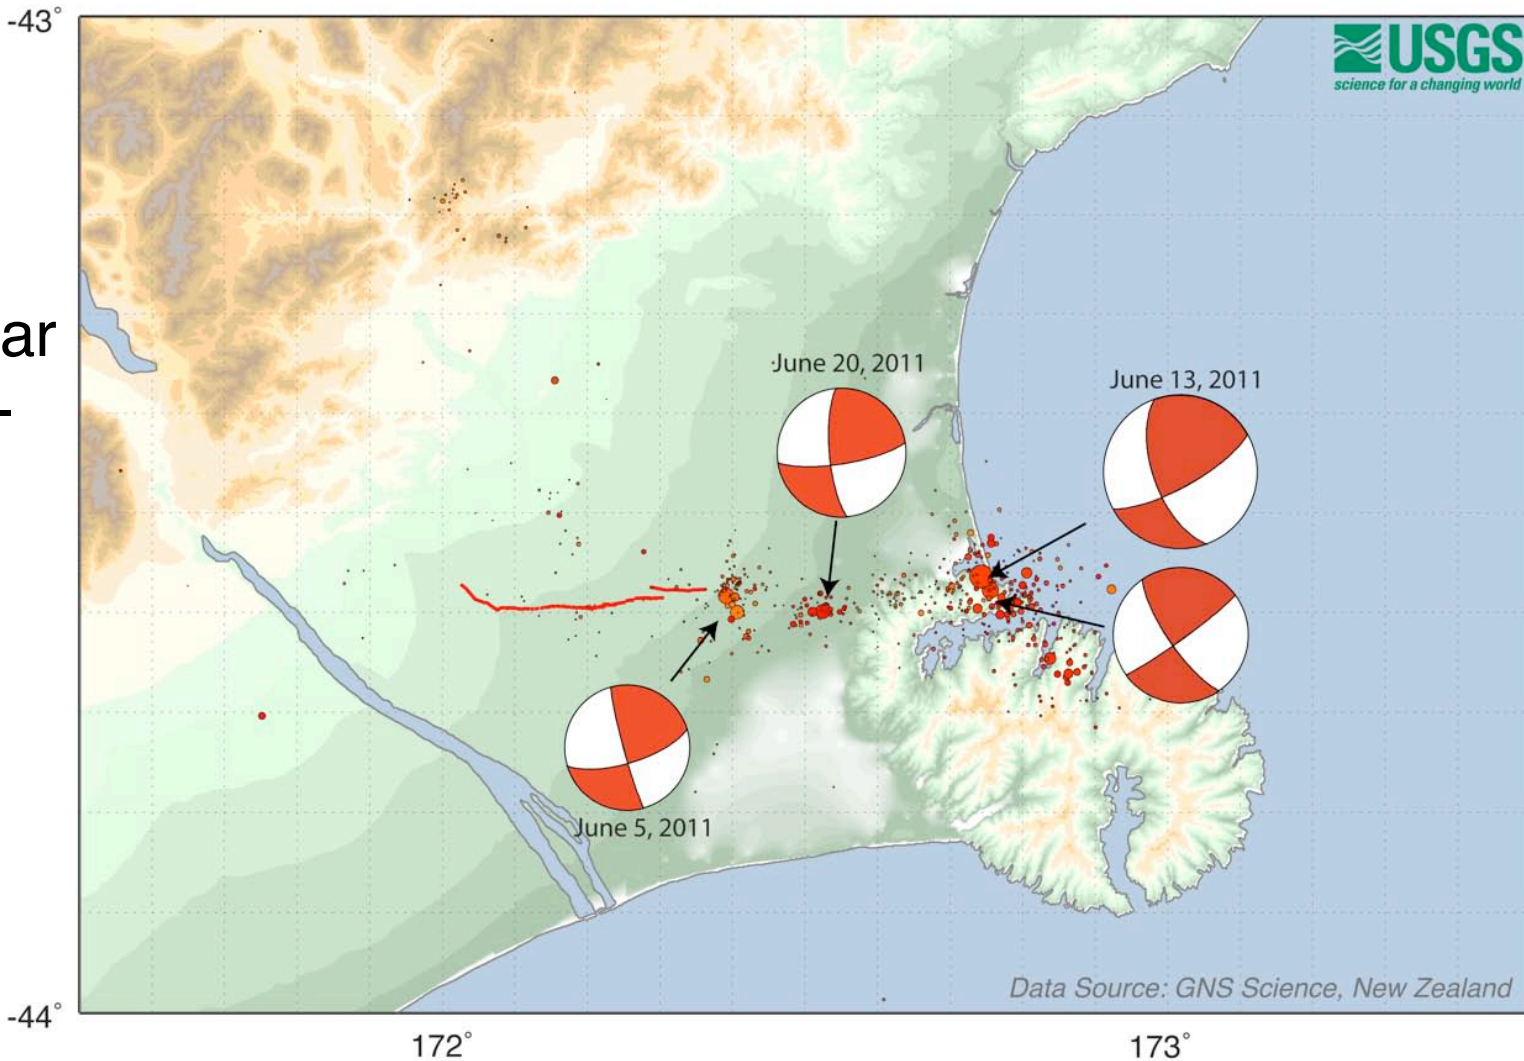 -43°
USGS
science for a changing world
ar
-
June 20, 2011
June 13, 2011
June 5, 2011
Data Source: GNS Science, New Zealand
-44°
172°
173°